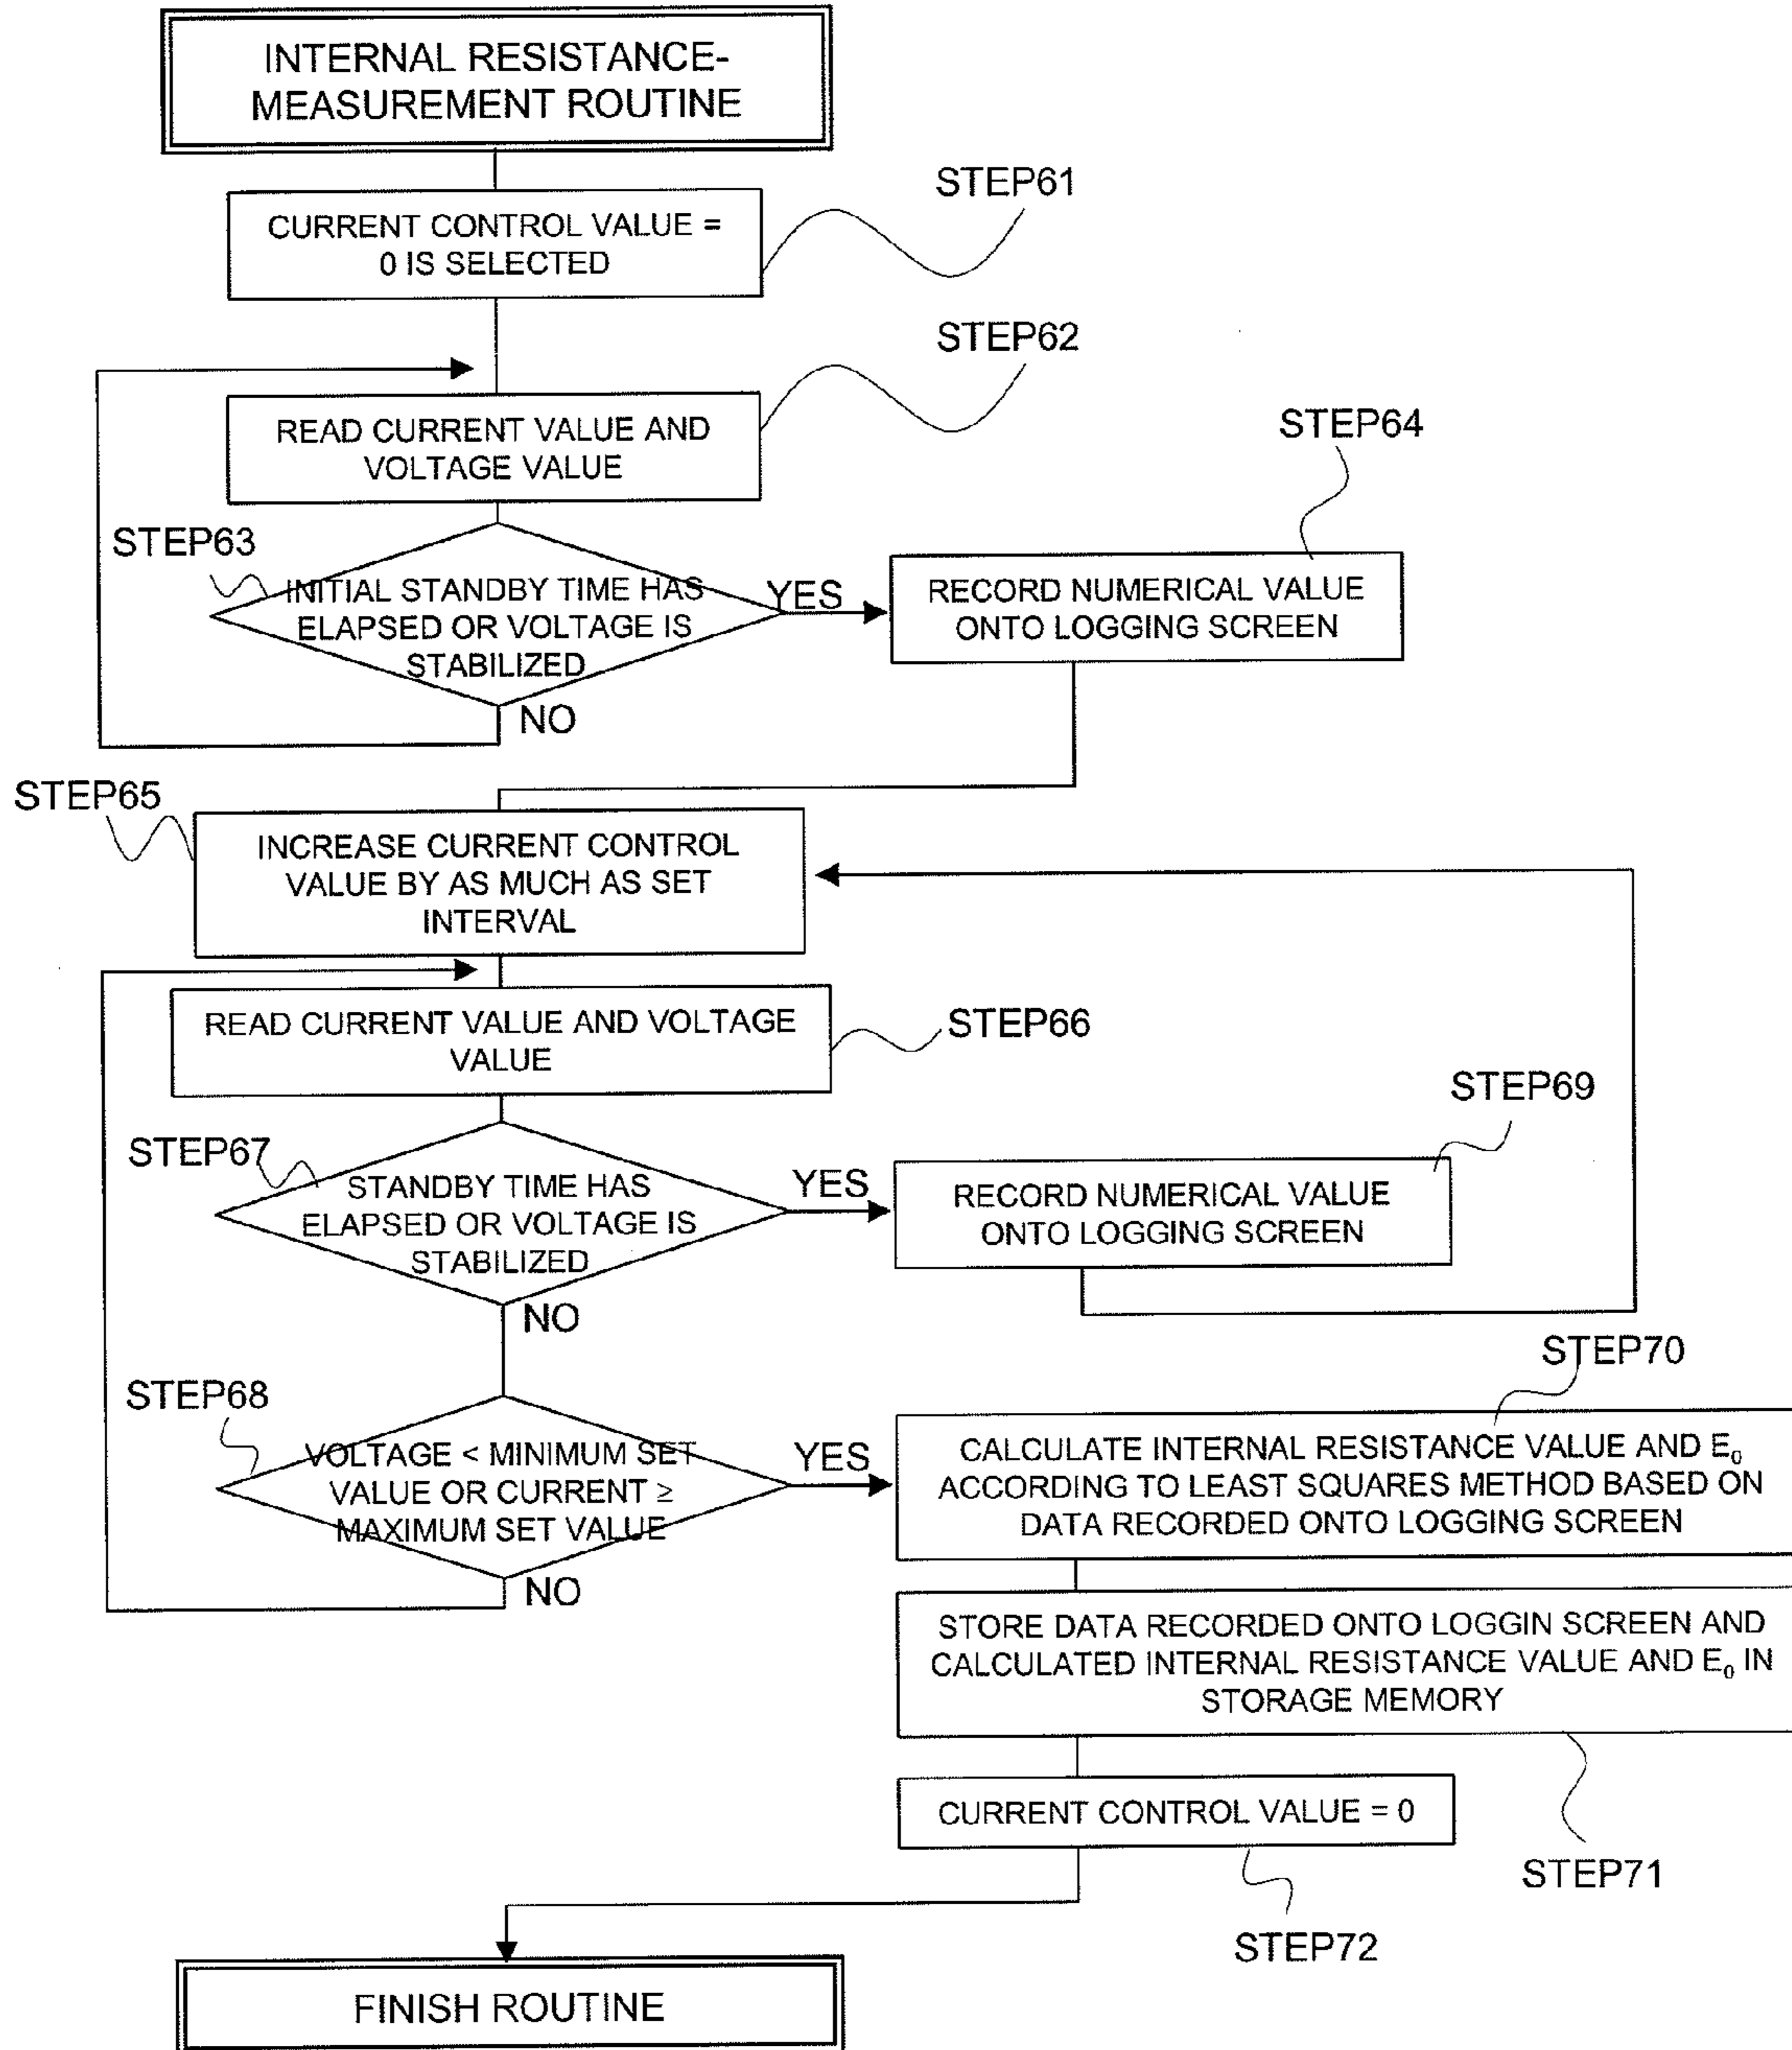 INTERNAL RESISTANCE-
MEASUREMENT ROUTINE
STEP61
CURRENT CONTROL VALUE =
0 IS SELECTED
STEP62
READ CURRENT VALUE AND
VOLTAGE VALUE
STEP63
INITIAL STANDBY TIME HAS
ELAPSED OR VOLTAGE IS
STABILIZED
YES
NO
STEP64
RECORD NUMERICAL VALUE
ONTO LOGGING SCREEN
STEP65
INCREASE CURRENT CONTROL
VALUE BY AS MUCH AS SET
INTERVAL
READ CURRENT VALUE AND VOLTAGE
VALUE
STEP66
STEP67
STANDBY TIME HAS
ELAPSED OR VOLTAGE IS
STABILIZED
YES
NO
STEP69
RECORD NUMERICAL VALUE
ONTO LOGGING SCREEN
STEP68
VOLTAGE < MINIMUM SET
VALUE OR CURRENT ≥
MAXIMUM SET VALUE
YES
NO
STEP70
CALCULATE INTERNAL RESISTANCE VALUE AND E₀
ACCORDING TO LEAST SQUARES METHOD BASED ON
DATA RECORDED ONTO LOGGING SCREEN
STORE DATA RECORDED ONTO LOGGIN SCREEN AND
CALCULATED INTERNAL RESISTANCE VALUE AND E₀ IN
STORAGE MEMORY
STEP71
CURRENT CONTROL VALUE = 0
STEP72
FINISH ROUTINE